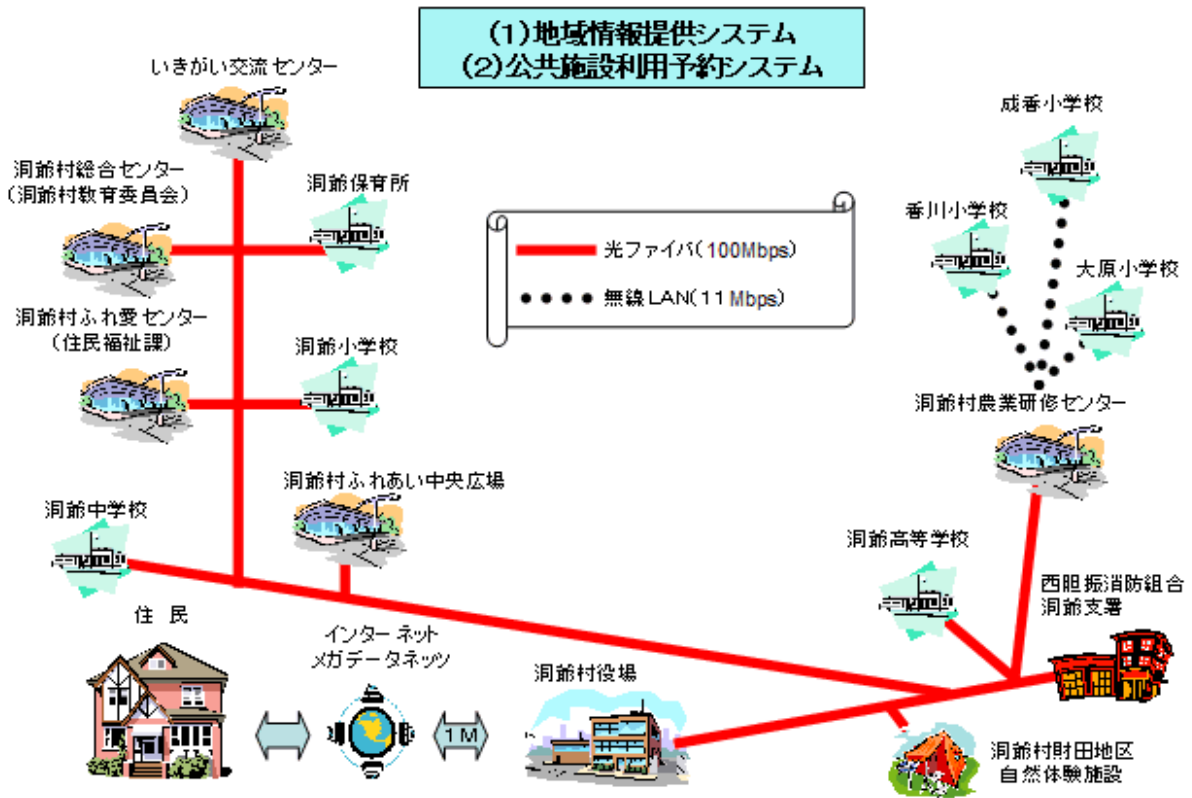 (1)地域情報提供システム
(2)公共施設利用予約システム
いきがい交流センター
洞爺村総合センター
(洞爺村教育委員会)
洞爺保育所
成香小学校
香川小学校
大原小学校
光ファイバ(100Mbps)
無線LAN(11Mbps)
洞爺村ふれ愛センター
(住民福祉課)
洞爺小学校
洞爺村農業研修センター
洞爺村ふれあい中央広場
洞爺中学校
洞爺高等学校
西胆振消防組合
洞爺支署
住 民
インターネット
メガデータネッツ
洞爺村役場
1M
洞爺村財田地区
自然体験施設